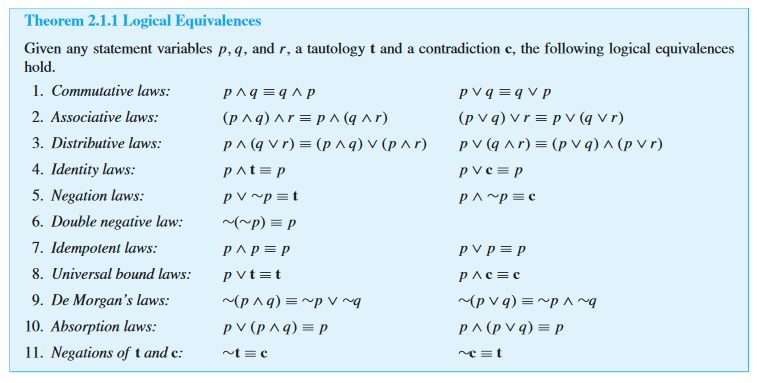 Theorem 2.1.1 Logical Equivalences
Given any statement variables p, q, and r, a tautology t and a contradiction c, the following logical equivalences
hold.
1. Commutative laws: p ∧ q ≡ q ∧ p p ∨ q ≡ q ∨ p
2. Associative laws: (p ∧ q) ∧ r ≡ p ∧ (q ∧ r) (p ∨ q) ∨ r ≡ p ∨ (q ∨ r)
3. Distributive laws: p ∧ (q ∨ r) ≡ (p ∧ q) ∨ (p ∧ r) p ∨ (q ∧ r) ≡ (p ∨ q) ∧ (p ∨ r)
4. Identity laws: p ∧ t ≡ p p ∨ c ≡ p
5. Negation laws: p ∨ ~p ≡ t p ∧ ~p ≡ c
6. Double negative law: ~(~p) ≡ p
7. Idempotent laws: p ∧ p ≡ p p ∨ p ≡ p
8. Universal bound laws: p ∨ t ≡ t p ∧ c ≡ c
9. De Morgan's laws: ~(p ∧ q) ≡ ~p ∨ ~q ~(p ∨ q) ≡ ~p ∧ ~q
10. Absorption laws: p ∨ (p ∧ q) ≡ p p ∧ (p ∨ q) ≡ p
11. Negations of t and c: ~t ≡ c ~c ≡ t